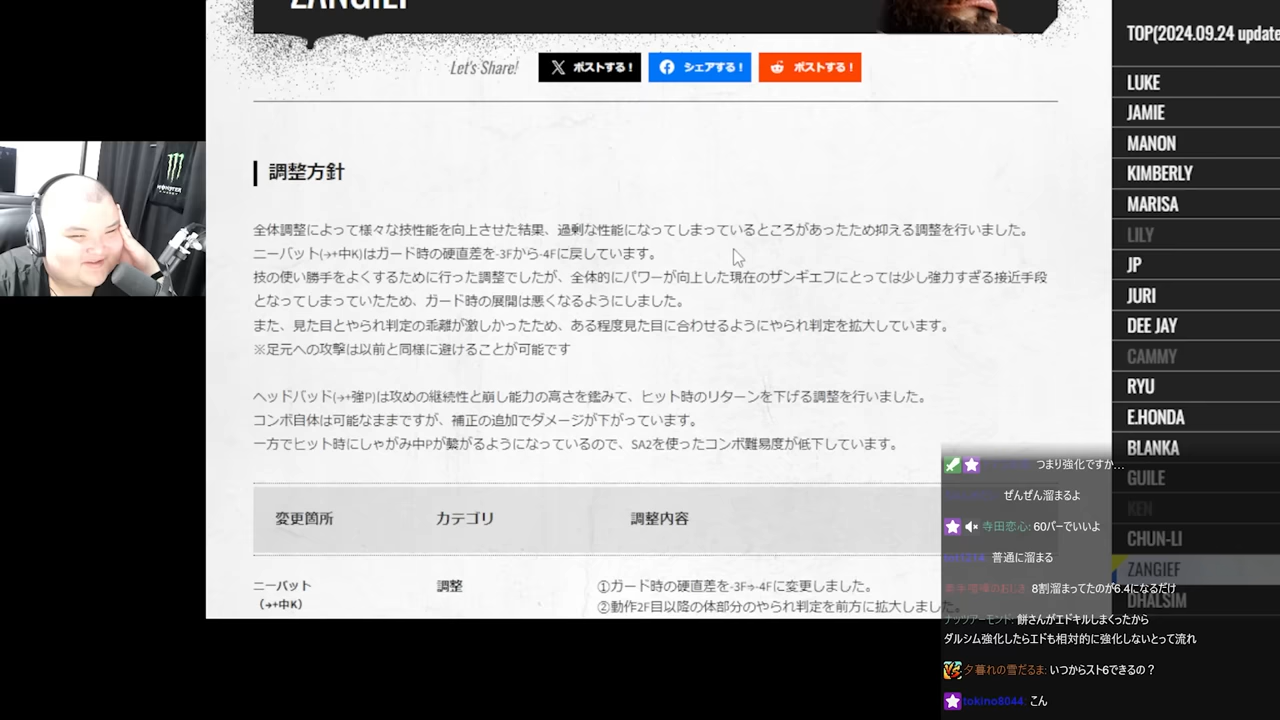 ZANGIEF
Let's Share!
ポストする!
シェアする!
ポストする!
調整方針
全体調整によって様々な技性能を向上させた結果、過剰な性能になってしまっているところがあったため抑える調整を行いました。
ニーバット(→+中K)はガード時の硬直差を-3Fから-4Fに戻しています。
技の使い勝手をよくするために行った調整でしたが、全体的にパワーが向上した現在のザンギエフにとっては少し強力すぎる接近手段
となってしまっていたため、ガード時の展開は悪くなるようにしました。
また、見た目とやられ判定の乖離が激しかったため、ある程度見た目に合わせるようにやられ判定を拡大しています。
※足元への攻撃は以前と同様に避けることが可能です
ヘッドバッド(→+強P)は攻めの継続性と崩し能力の高さを鑑みて、ヒット時のリターンを下げる調整を行いました。
コンボ自体は可能なままですが、補正の追加でダメージが下がっています。
一方でヒット時にしゃがみ中Pが繋がるようになっているので、SA2を使ったコンボ難易度が低下しています。
変更箇所 カテゴリ 調整内容
ニーバット
(→+中K)
調整
①ガード時の硬直差を-3F→-4Fに変更しました。
②動作2F目以降の体部分のやられ判定を前方に拡大しました。
TOP(2024.09.24 update
LUKE
JAMIE
MANON
KIMBERLY
MARISA
LILY
JP
JURI
DEE JAY
CAMMY
RYU
E.HONDA
BLANKA
GUILE
KEN
CHUN-LI
ZANGIEF
DHALSIM
つまり強化ですか…
ぜんぜん溜まるよ
寺田恋心: 60パーでいいよ
普通に溜まる
8割溜まってたのが6.4になるだけ
ナッツアーモンド: 餅さんがエドキルしまくったから
ダルシム強化したらエドも相対的に強化しないとって流れ
夕暮れの雪だるま: いつからスト6できるの?
tokino8044: こん